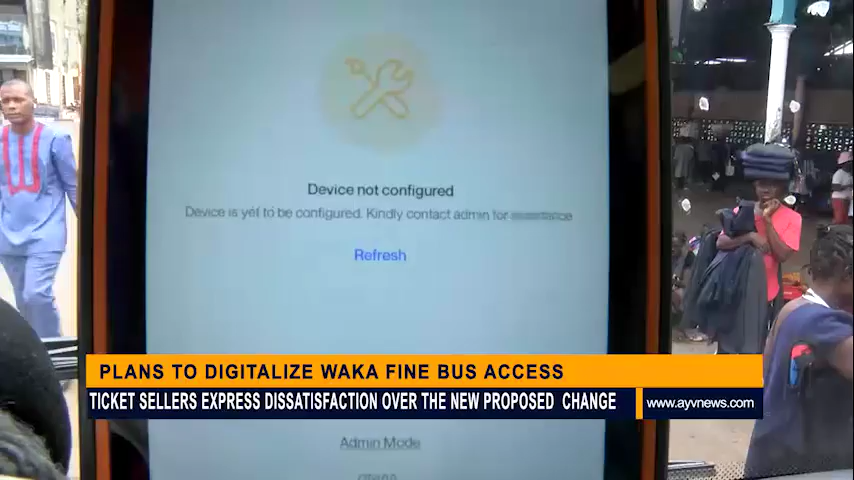 Device not configured
Device is yet to be configured. Kindly contact admin for assistance
Refresh
PLANS TO DIGITALIZE WAKA FINE BUS ACCESS
TICKET SELLERS EXPRESS DISSATISFACTION OVER THE NEW PROPOSED CHANGE
www.ayvnews.com
Admin Mode